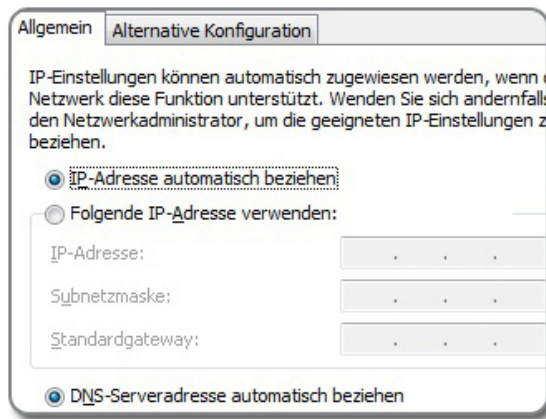 Allgemein
Alternative Konfiguration
IP-Einstellungen können automatisch zugewiesen werden, wenn
Netzwerk diese Funktion unterstützt. Wenden Sie sich andernfalls
den Netzwerkadministrator, um die geeigneten IP-Einstellungen z
beziehen.
IP-Adresse automatisch beziehen
Folgende IP-Adresse verwenden:
IP-Adresse:
Subnetzmaske:
Standardgateway:
DNS-Serveradresse automatisch beziehen